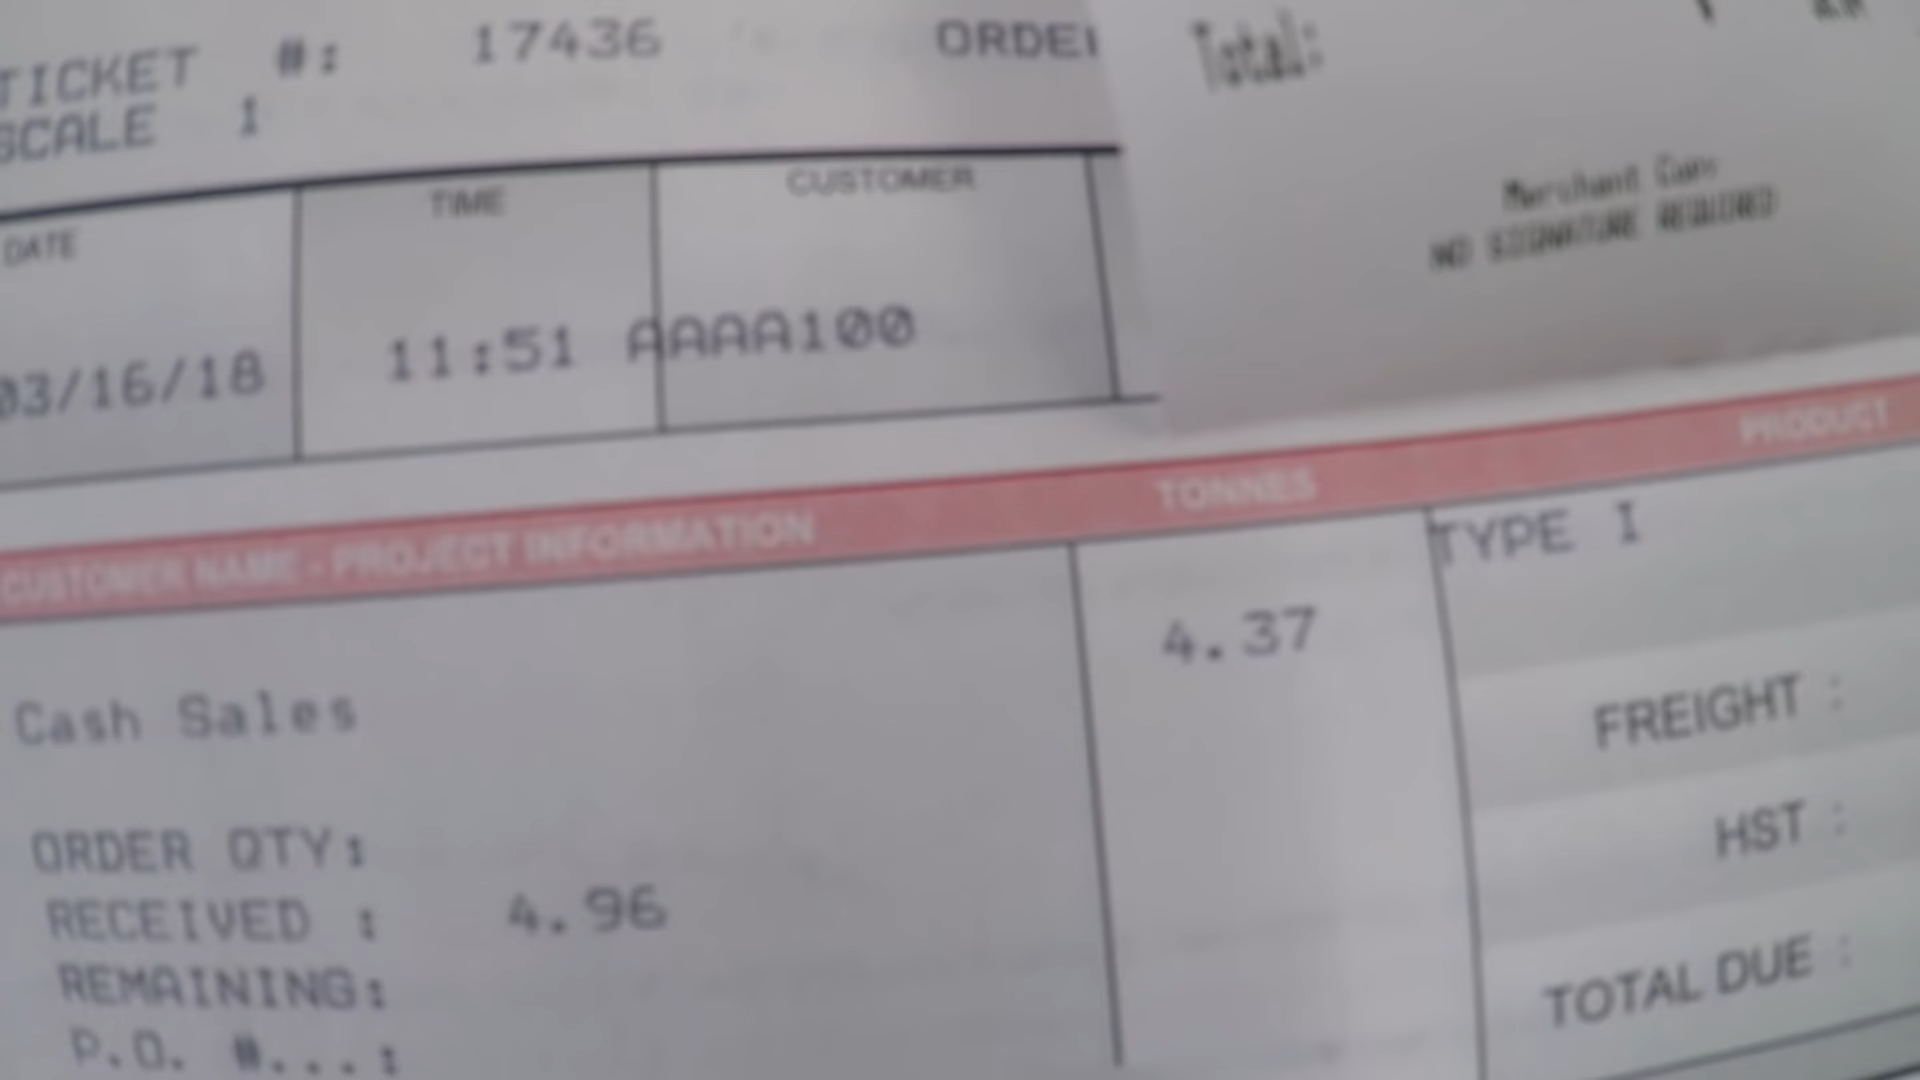 TICKET #: 17436 ORDER
SCALE 1
DATE TIME CUSTOMER
03/16/18 11:51 AAAA100
Total:
Merchant Copy
NO SIGNATURE REQUIRED
CUSTOMER NAME - PROJECT INFORMATION TONNES PRODUCT
TYPE I
4.37
Cash Sales
FREIGHT :
ORDER QTY:
HST :
RECEIVED : 4.96
REMAINING:
TOTAL DUE :
P.O. #...: